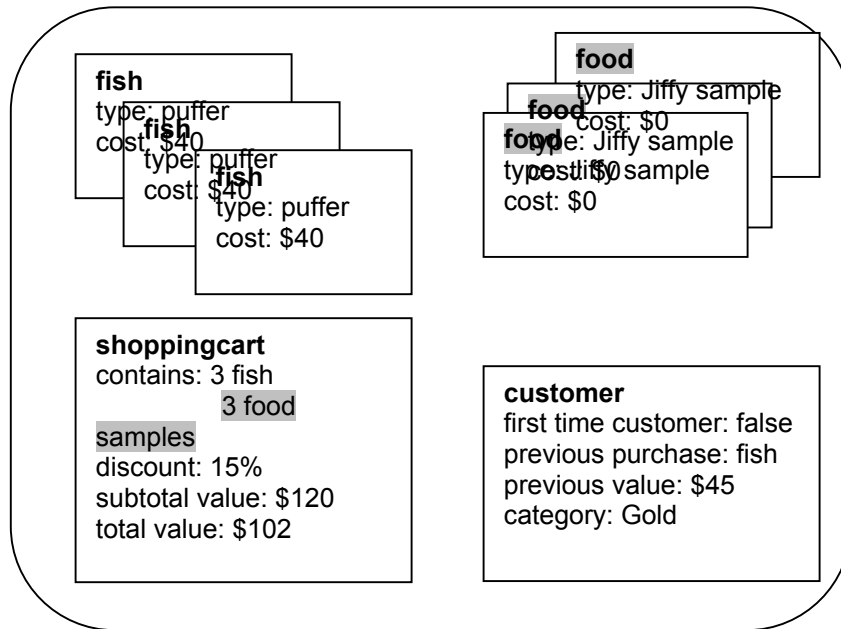 fish
type: puffer
cost: $40
fish
type: puffer
cost: $40
fish
type: puffer
cost: $40
food
type: Jiffy sample
cost: $0
food
type: Jiffy sample
cost: $0
food
type: Jiffy sample
cost: $0
shoppingcart
contains: 3 fish
3 food
samples
discount: 15%
subtotal value: $120
total value: $102
customer
first time customer: false
previous purchase: fish
previous value: $45
category: Gold